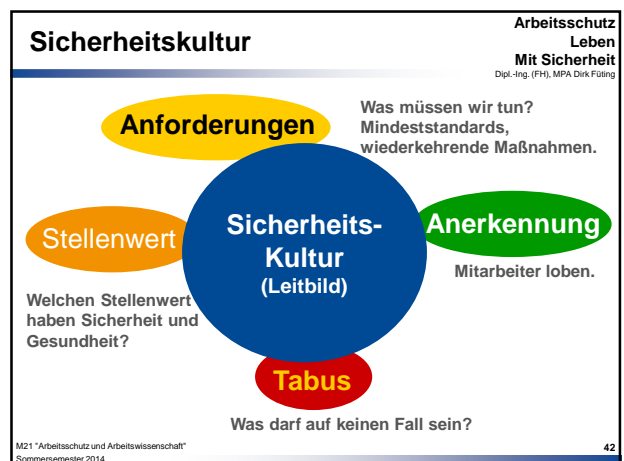 Sicherheitskultur
Arbeitsschutz
Leben
Mit Sicherheit
Dipl.-Ing. (FH), MPA Dirk Füting
Anforderungen
Was müssen wir tun?
Mindeststandards,
wiederkehrende Maßnahmen.
Stellenwert
Sicherheits-
Kultur
(Leitbild)
Anerkennung
Mitarbeiter loben.
Welchen Stellenwert
haben Sicherheit und
Gesundheit?
Tabus
Was darf auf keinen Fall sein?
M21 "Arbeitsschutz und Arbeitswissenschaft"
Sommersemester 2014
42